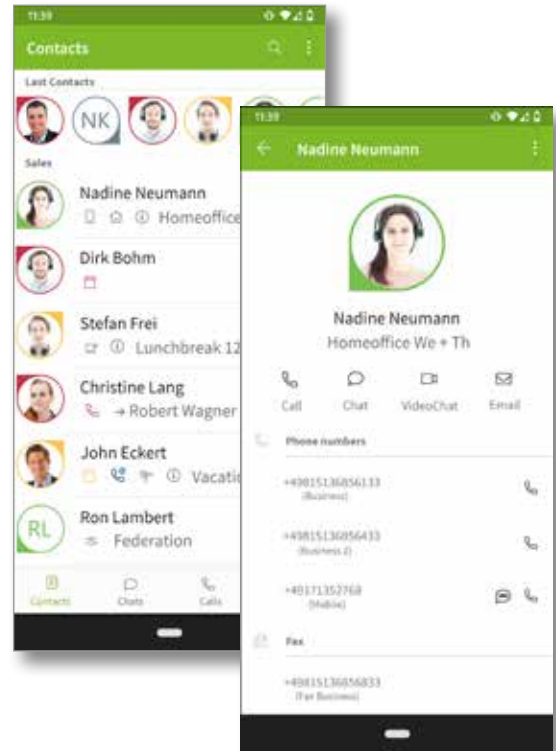 11:39
Contacts
Last Contacts
NK
Sales
Nadine Neumann
Homeoffice
Dirk Bohm
Stefan Frei
Lunchbreak 12
Christine Lang
→ Robert Wagner
John Eckert
Vacati
RL
Ron Lambert
Federation
Contacts
Chats
Calls
11:39
Nadine Neumann
Nadine Neumann
Homeoffice We + Th
Call
Chat
VideoChat
Email
Phone numbers
+49815136856133
(Business)
+49815136856433
(Business 2)
+49171352768
(Mobile)
Fax
+49815136856833
(Fax Business)